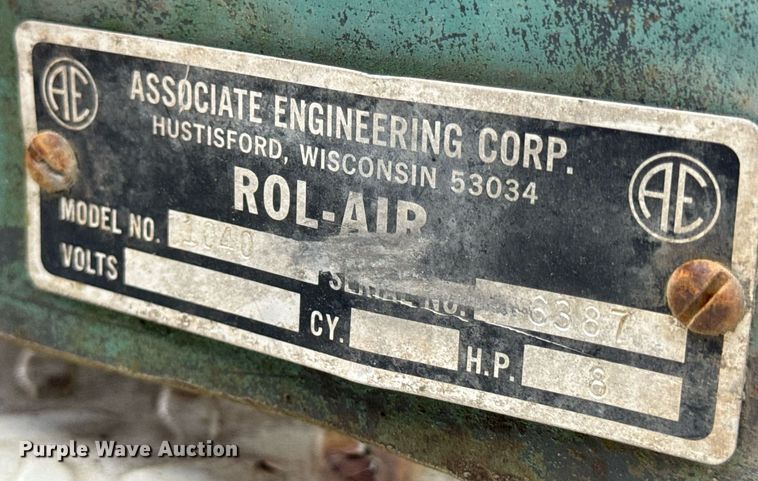 AE ASSOCIATE ENGINEERING CORP.
HUSTISFORD, WISCONSIN 53034
AE
ROL-AIR
MODEL NO. 1040 SERIAL NO. 6387
VOLTS CY. H.P. 8
Purple Wave Auction